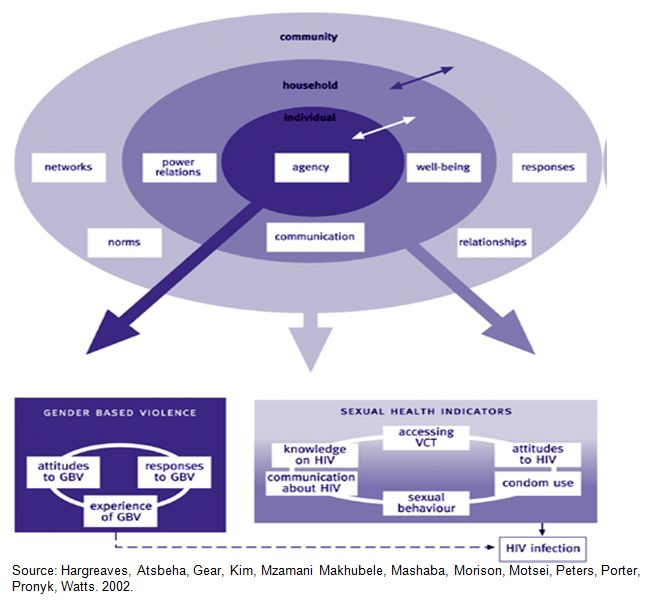 community
household
individual
networks
power
relations
agency
well-being
responses
norms
communication
relationships
GENDER BASED VIOLENCE
attitudes
to GBV
responses
to GBV
experience
of GBV
SEXUAL HEALTH INDICATORS
accessing
VCT
knowledge
on HIV
attitudes
to HIV
communication
about HIV
condom use
sexual
behaviour
HIV infection
Source: Hargreaves, Atsbeha, Gear, Kim, Mzamani Makhubele, Mashaba, Morison, Motsei, Peters, Porter,
Pronyk, Watts. 2002.